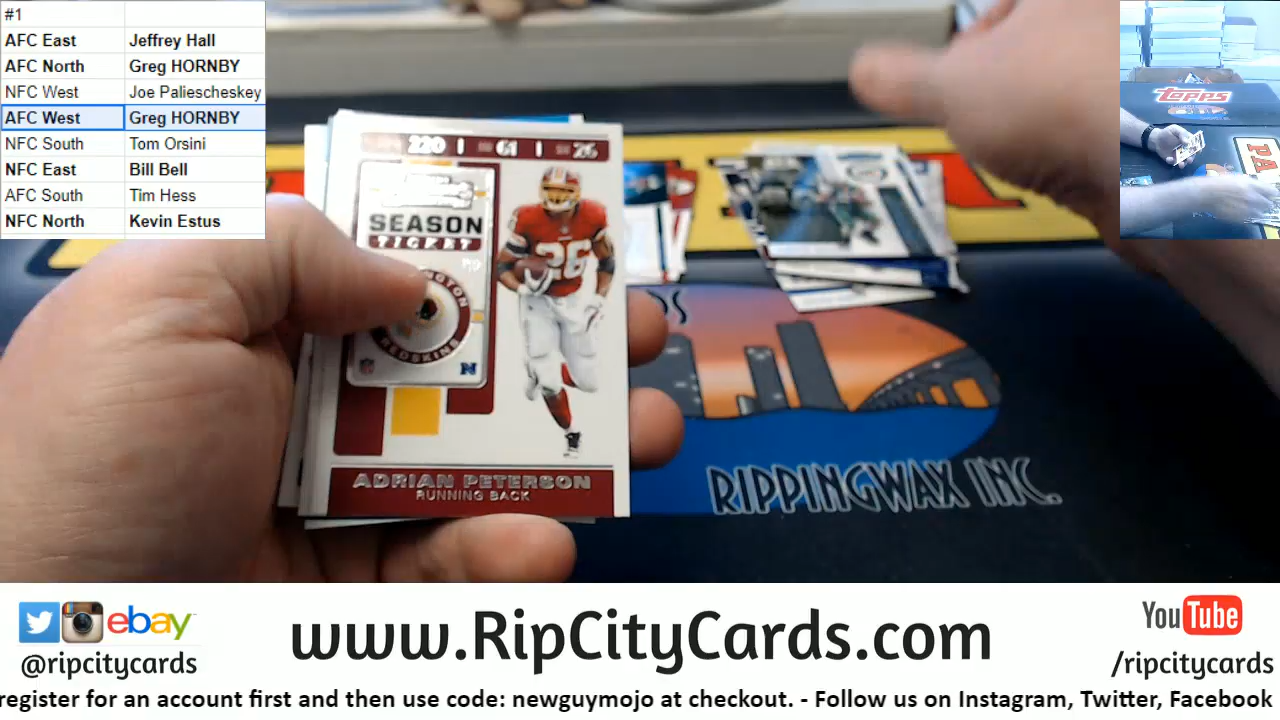 #1
AFC East Jeffrey Hall
AFC North Greg HORNBY
NFC West Joe Paliescheskey
AFC West Greg HORNBY
NFC South Tom Orsini
NFC East Bill Bell
AFC South Tim Hess
NFC North Kevin Estus
Topps
220 61 26
SEASON
TICKET
REDSKINS
26
ADRIAN PETERSON
RUNNING BACK
RIPPINGWAX INC.
ebay
@ripcitycards
www.RipCityCards.com
YouTube
/ripcitycards
register for an account first and then use code: newguymojo at checkout. - Follow us on Instagram, Twitter, Facebook